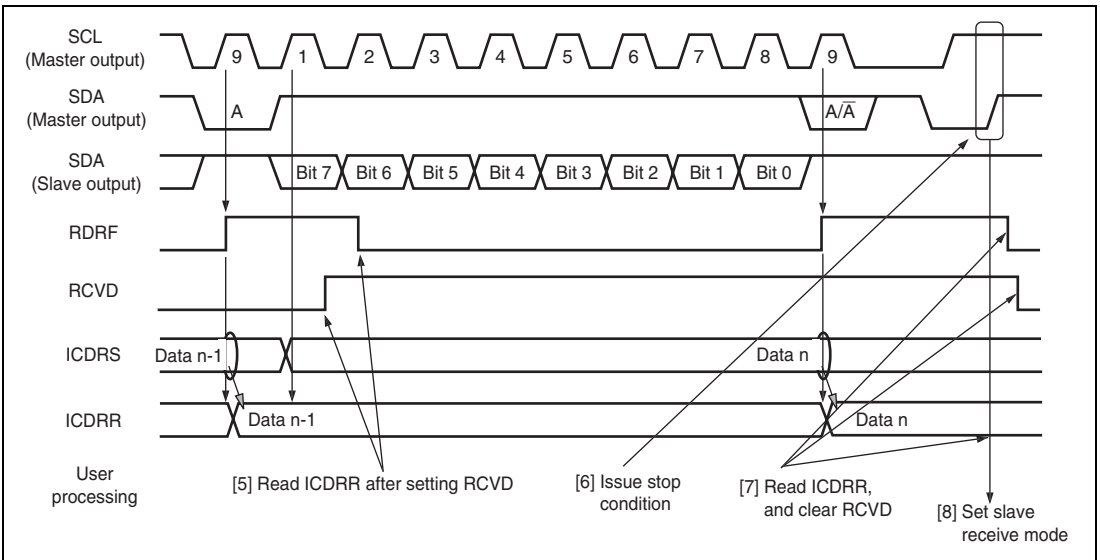 SCL
(Master output)
9 1 2 3 4 5 6 7 8 9
SDA
(Master output)
A A/A̅
SDA
(Slave output)
Bit 7 Bit 6 Bit 5 Bit 4 Bit 3 Bit 2 Bit 1 Bit 0
RDRF
RCVD
ICDRS
Data n-1 Data n
ICDRR
Data n-1 Data n
User
processing
[5] Read ICDRR after setting RCVD
[6] Issue stop
condition
[7] Read ICDRR,
and clear RCVD
[8] Set slave
receive mode